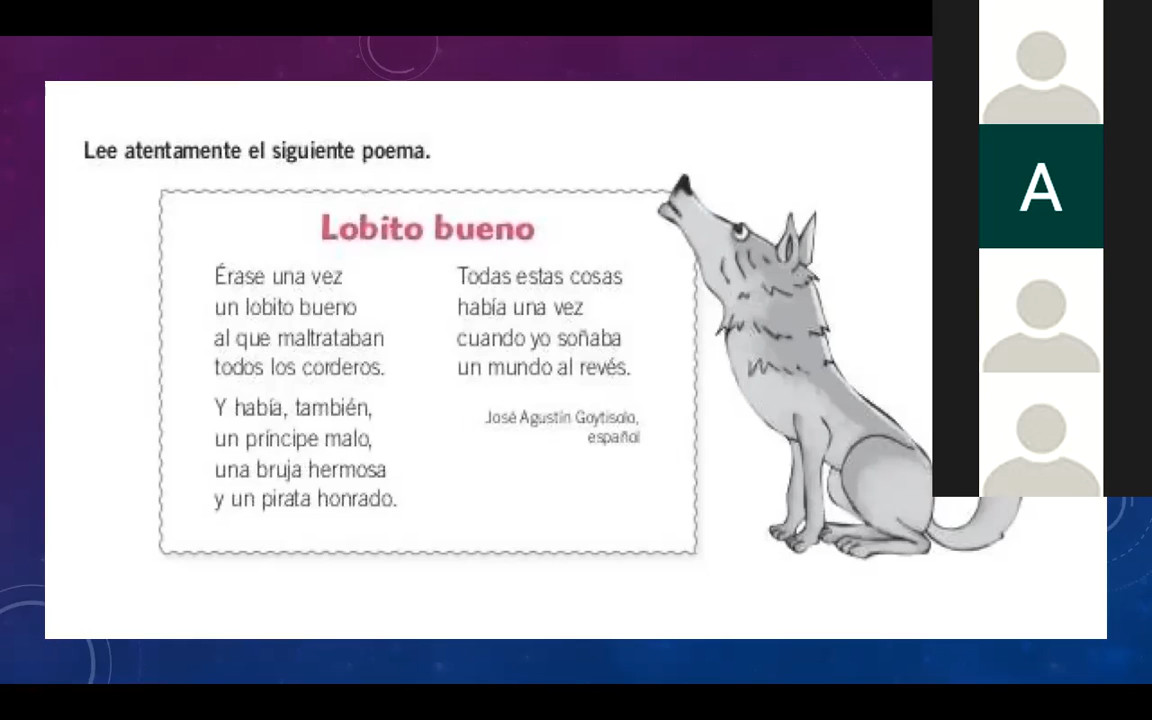 Lee atentamente el siguiente poema.
Lobito bueno
Érase una vez
un lobito bueno
al que maltrataban
todos los corderos.
Y había, también,
un príncipe malo,
una bruja hermosa
y un pirata honrado.
Todas estas cosas
había una vez
cuando yo soñaba
un mundo al revés.
José Agustín Goytisolo,
español
A